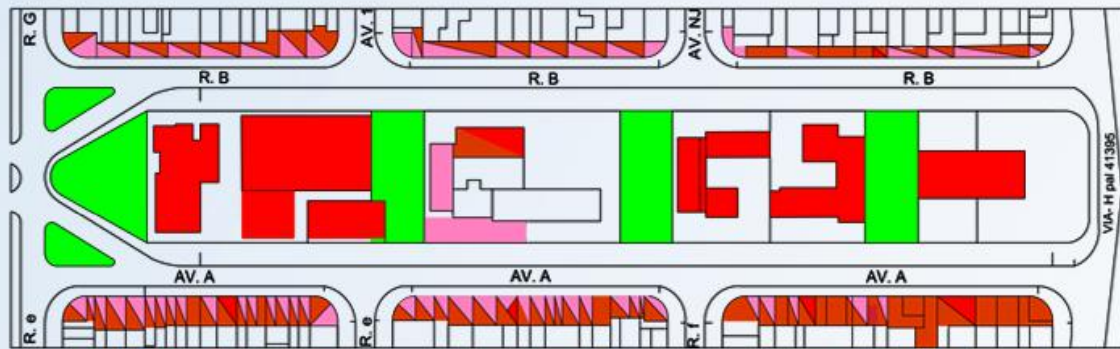 R. G
AV. 1
AV. NJ
R. B
R. B
R. B
VIA- H pal 41395
AV. A
AV. A
AV. A
R. e
R. e
R. f